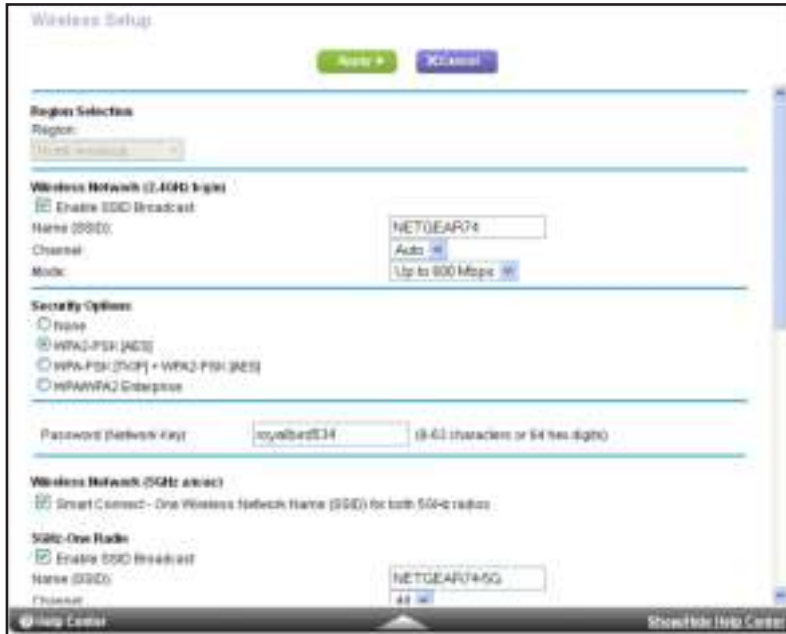 Wireless Setup
Apply Cancel
Region Selection
Region:
North America
Wireless Network (2.4GHz b/g/n)
Enable SSID Broadcast
Name (SSID): NETGEAR74
Channel: Auto
Mode: Up to 600 Mbps
Security Options
None
WPA2-PSK [AES]
WPA-PSK [TKIP] + WPA2-PSK [AES]
WPA/WPA2 Enterprise
Password (Network Key): (8-63 characters or 64 hex digits)
Wireless Network (5GHz a/n/ac)
Smart Connect - One Wireless Network Name (SSID) for both 5GHz radios
5GHz-One Radio
Enable SSID Broadcast
Name (SSID): NETGEAR74-5G
Channel:
Help Center Show/Hide Help Center